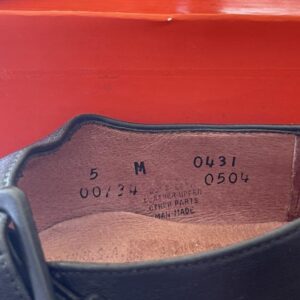 5 M 0431
00734 0504
LEATHER UPPER
OTHER PARTS
MAN MADE